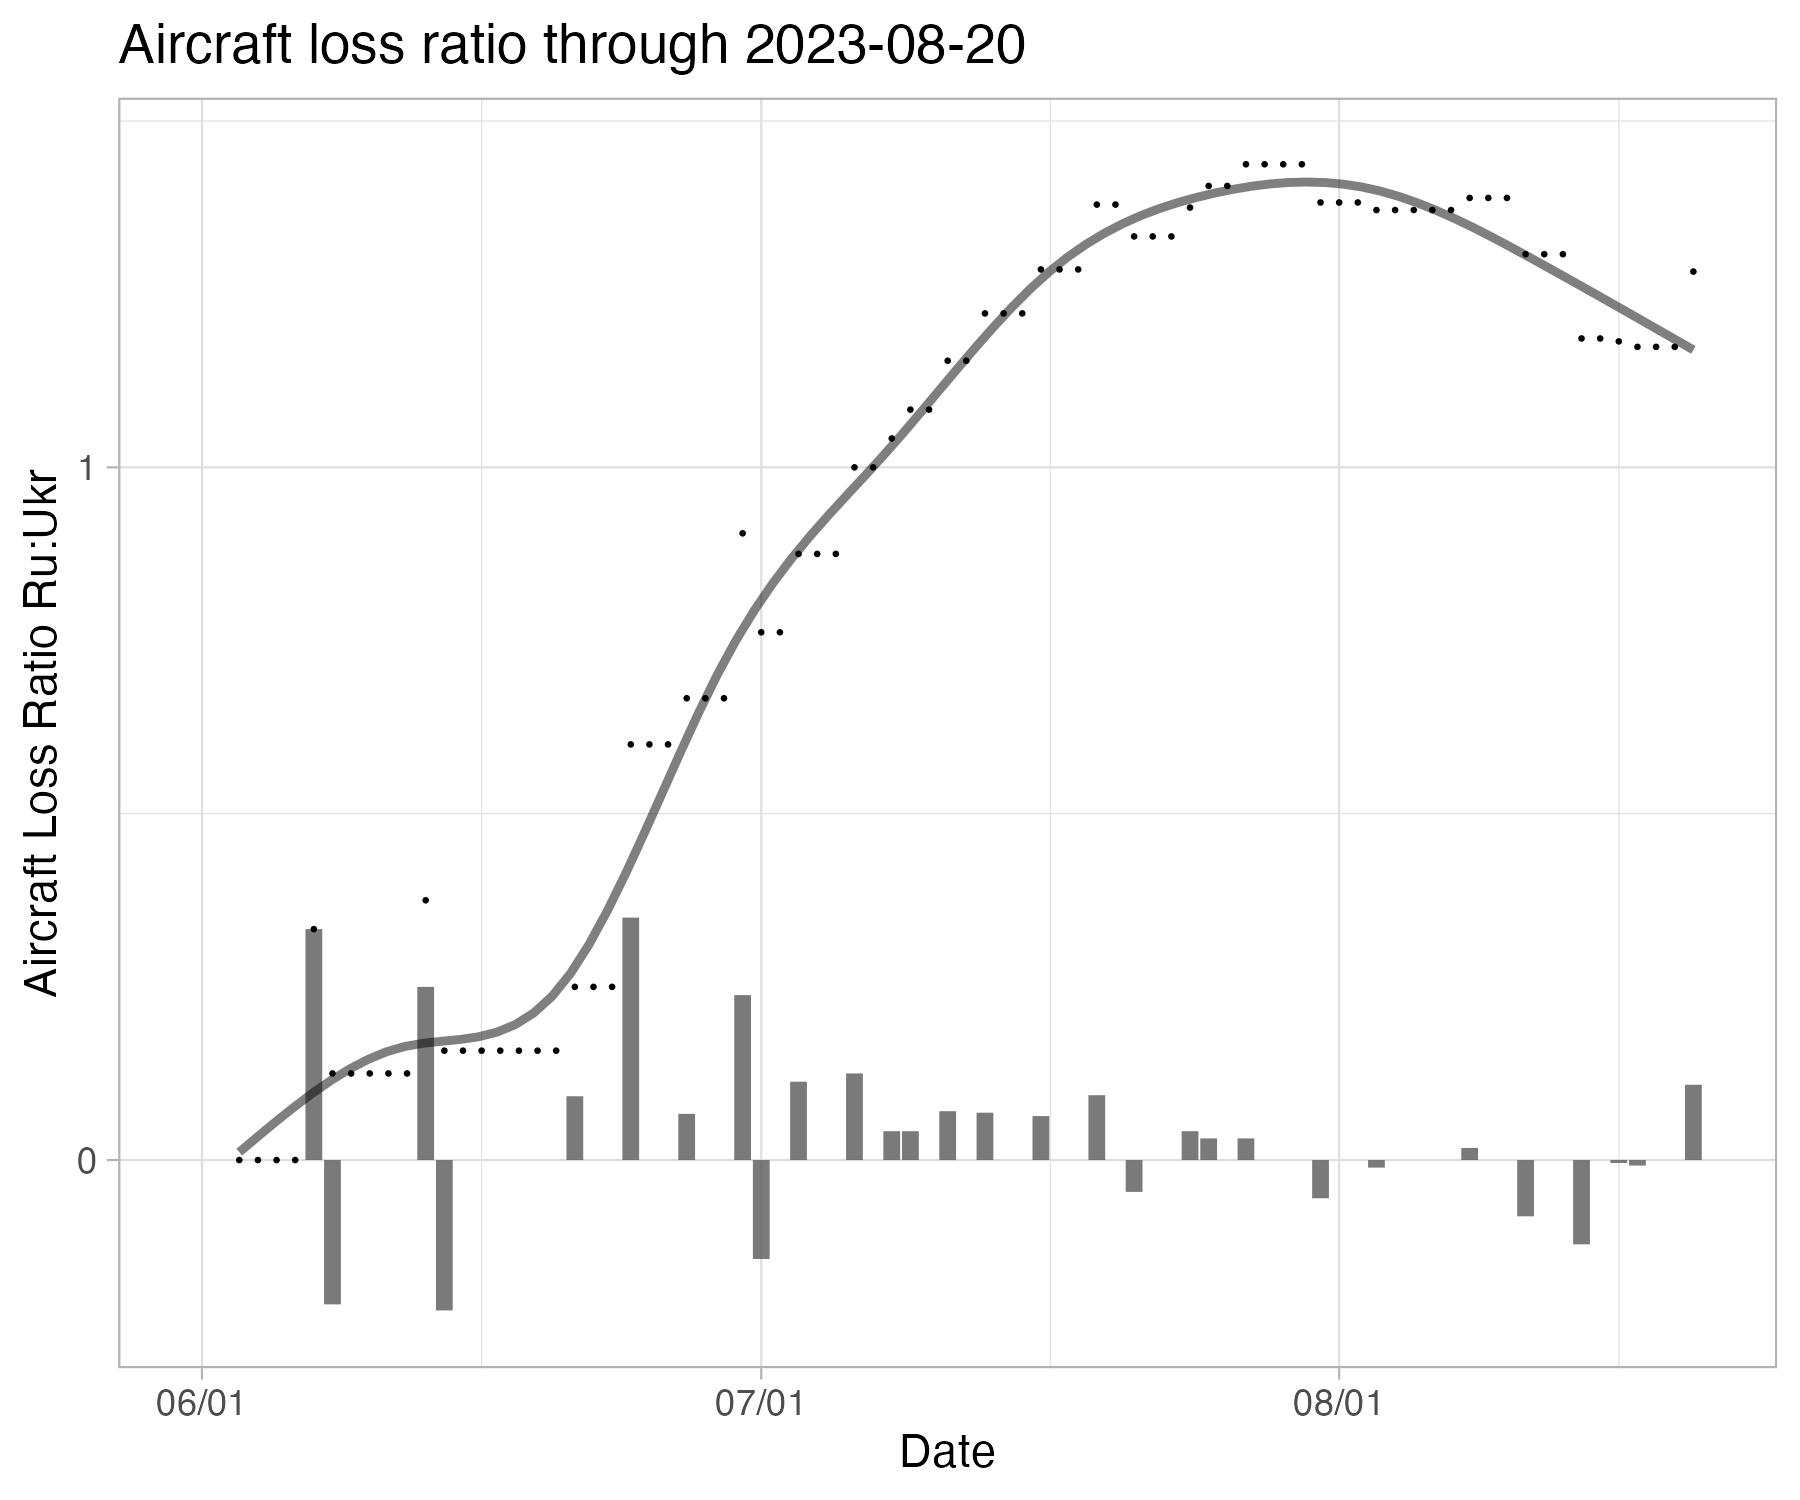 Aircraft loss ratio through 2023-08-20
Aircraft Loss Ratio Ru:Ukr
1
0
06/01
07/01
08/01
Date